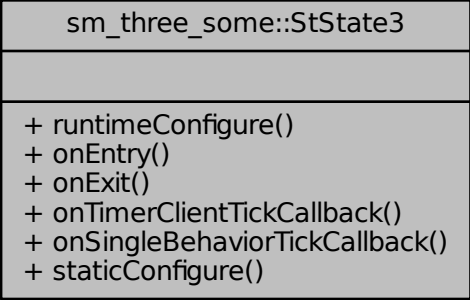 sm_three_some::StState3
+ runtimeConfigure()
+ onEntry()
+ onExit()
+ onTimerClientTickCallback()
+ onSingleBehaviorTickCallback()
+ staticConfigure()